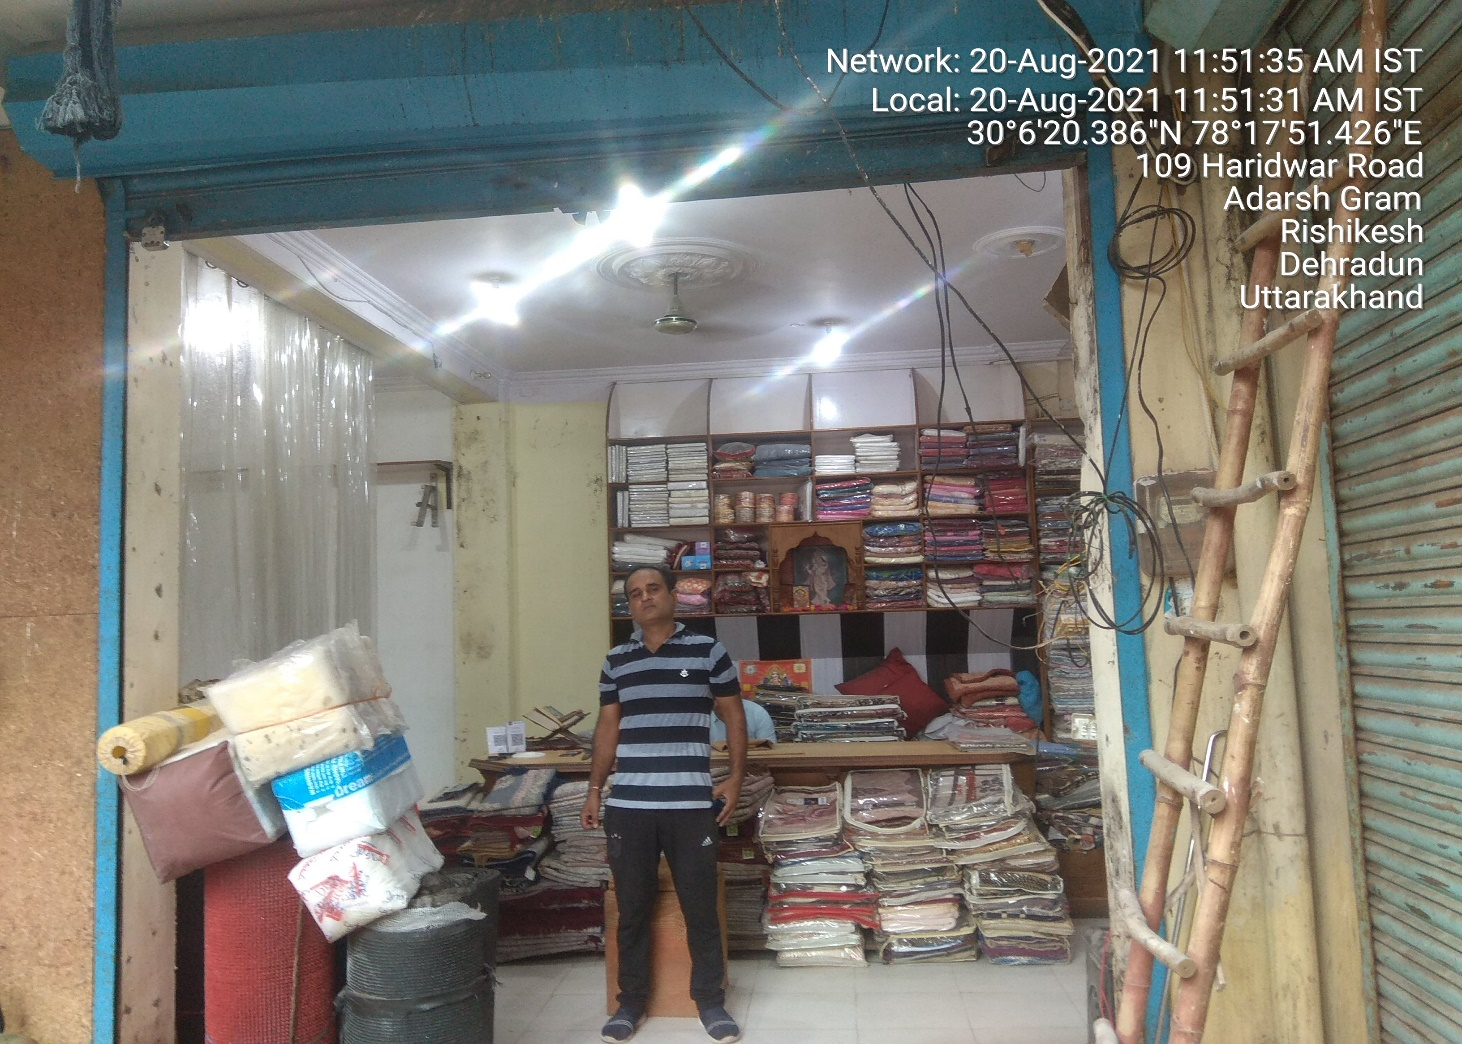 Network: 20-Aug-2021 11:51:35 AM IST
Local: 20-Aug-2021 11:51:31 AM IST
30°6'20.386"N 78°17'51.426"E
109 Haridwar Road
Adarsh Gram
Rishikesh
Dehradun
Uttarakhand
Dream